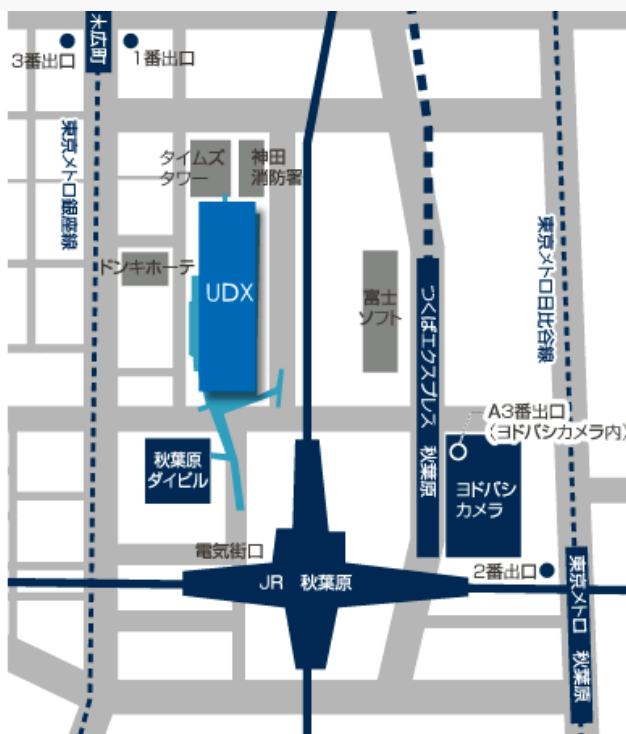 末広町
3番出口
1番出口
東京メトロ銀座線
タイムズ
タワー
神田
消防署
ドンキホーテ
UDX
富士
ソフト
つくばエクスプレス 秋葉原
東京メトロ日比谷線
A3番出口
(ヨドバシカメラ内)
秋葉原
ダイビル
ヨドバシ
カメラ
電気街口
JR 秋葉原
2番出口
東京メトロ 秋葉原